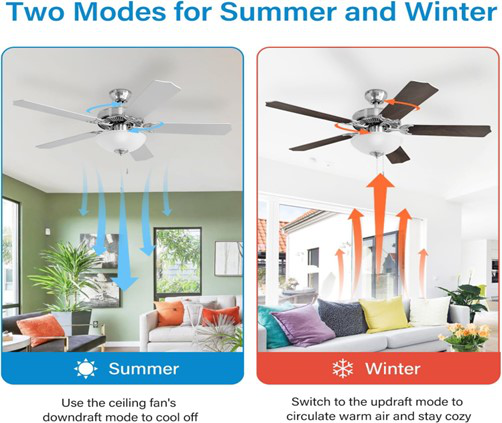 Two Modes for Summer and Winter
Summer
Use the ceiling fan's
downdraft mode to cool off
Winter
Switch to the updraft mode to
circulate warm air and stay cozy